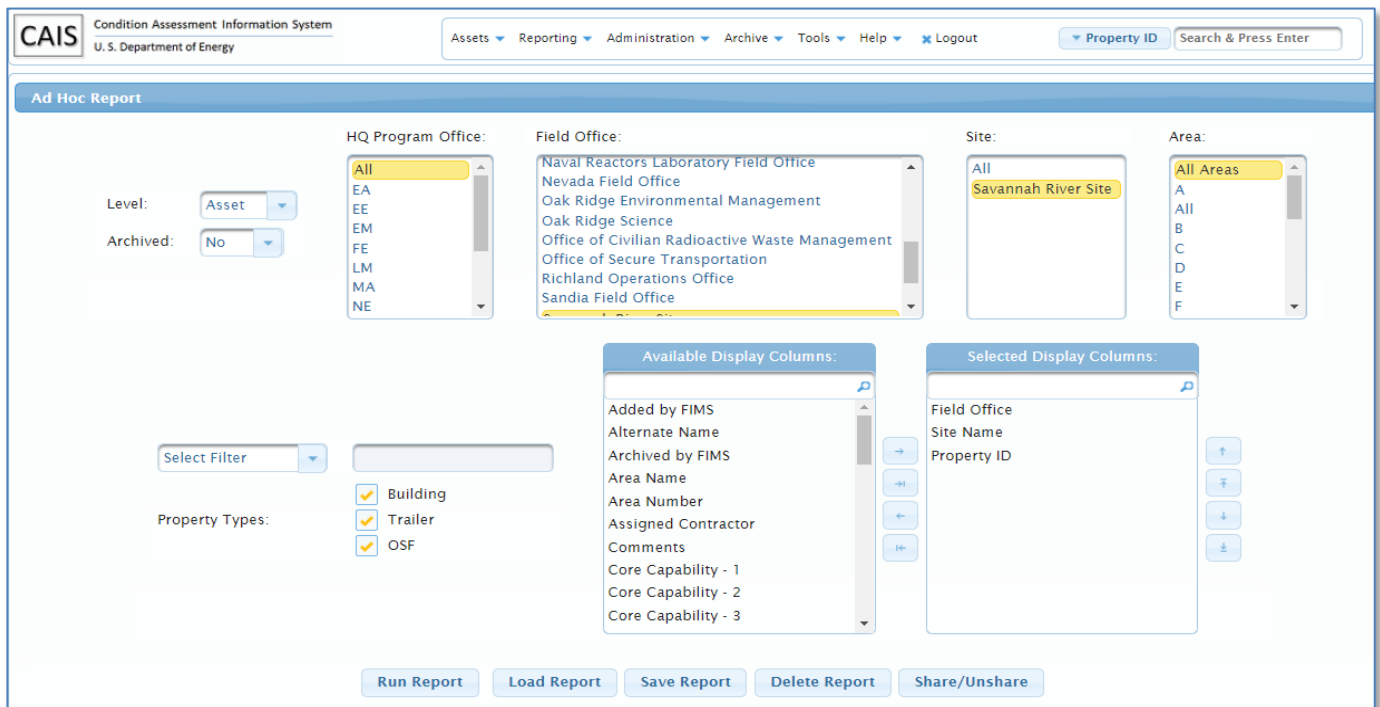 CAIS
Condition Assessment Information System
U. S. Department of Energy
Assets Reporting Administration Archive Tools Help Logout
Property ID
Search & Press Enter
Ad Hoc Report
HQ Program Office:
Field Office:
Site:
Area:
Level:
Asset
Archived:
No
All
EA
EE
EM
FE
LM
MA
NE
Naval Reactors Laboratory Field Office
Nevada Field Office
Oak Ridge Environmental Management
Oak Ridge Science
Office of Civilian Radioactive Waste Management
Office of Secure Transportation
Richland Operations Office
Sandia Field Office
Savannah River Site
All
Savannah River Site
All Areas
A
All
B
C
D
E
F
Select Filter
Property Types:
Building
Trailer
OSF
Available Display Columns:
Added by FIMS
Alternate Name
Archived by FIMS
Area Name
Area Number
Assigned Contractor
Comments
Core Capability - 1
Core Capability - 2
Core Capability - 3
Selected Display Columns:
Field Office
Site Name
Property ID
Run Report
Load Report
Save Report
Delete Report
Share/Unshare